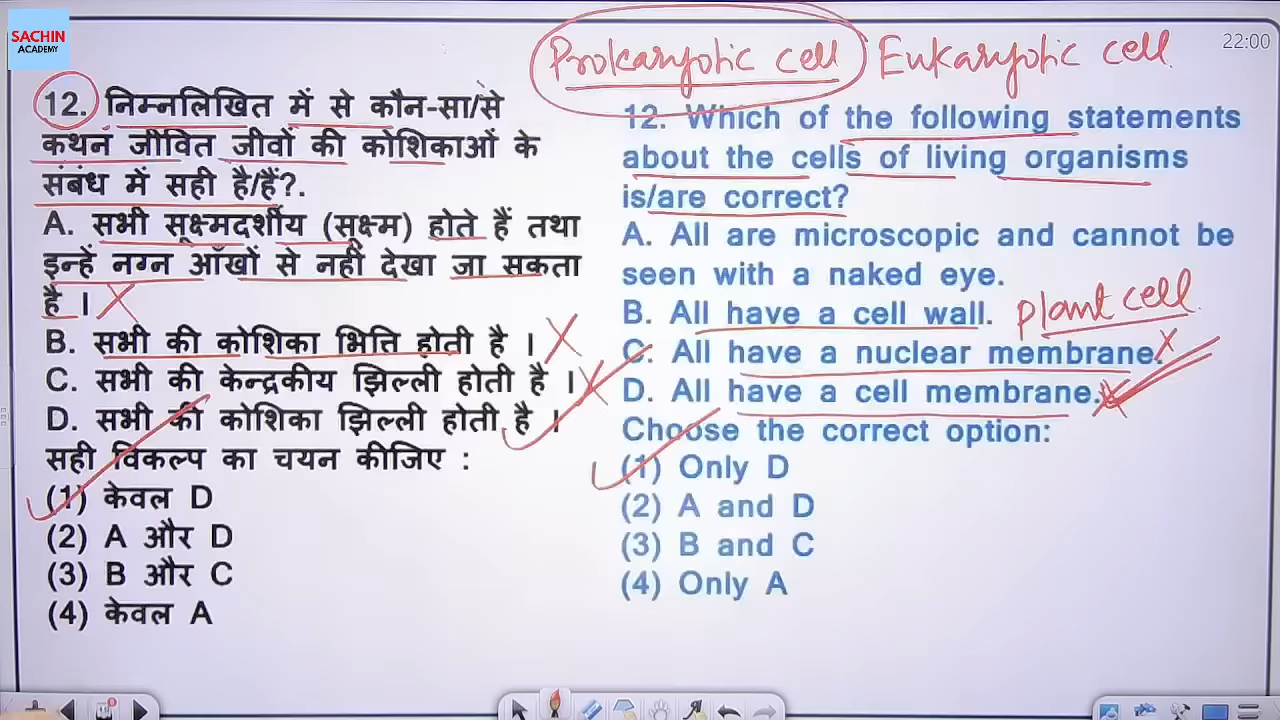 SACHIN
ACADEMY
Prokaryotic cell Eukaryotic cell
22:00
12. निम्नलिखित में से कौन-सा/से
कथन जीवित जीवों की कोशिकाओं के
संबंध में सही है/हैं?.
A. सभी सूक्ष्मदर्शीय (सूक्ष्म) होते हैं तथा
इन्हें नग्न आँखों से नही देखा जा सकता
है ।
B. सभी की कोशिका भित्ति होती है ।
C. सभी की केन्द्रकीय झिल्ली होती है ।
D. सभी की कोशिका झिल्ली होती है ।
सही विकल्प का चयन कीजिए :
(1) केवल D
(2) A और D
(3) B और C
(4) केवल A
12. Which of the following statements
about the cells of living organisms
is/are correct?
A. All are microscopic and cannot be
seen with a naked eye.
B. All have a cell wall. plant cell
C. All have a nuclear membrane.
D. All have a cell membrane.
Choose the correct option:
(1) Only D
(2) A and D
(3) B and C
(4) Only A